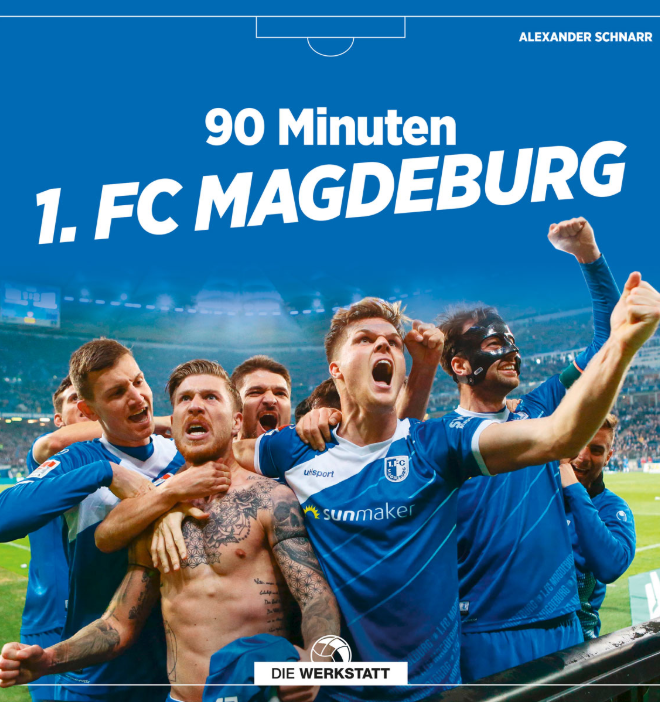 ALEXANDER SCHNARR
90 Minuten
1. FC MAGDEBURG
uhlsport
sunmaker
DIE WERKSTATT